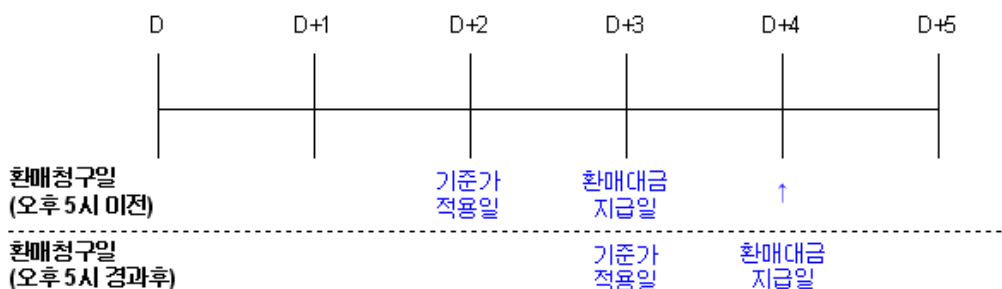 D D+1 D+2 D+3 D+4 D+5
환매청구일 기준가 환매대금 ↑
(오후 5시 이전) 적용일 지급일
환매청구일 기준가 환매대금
(오후 5시 경과후) 적용일 지급일